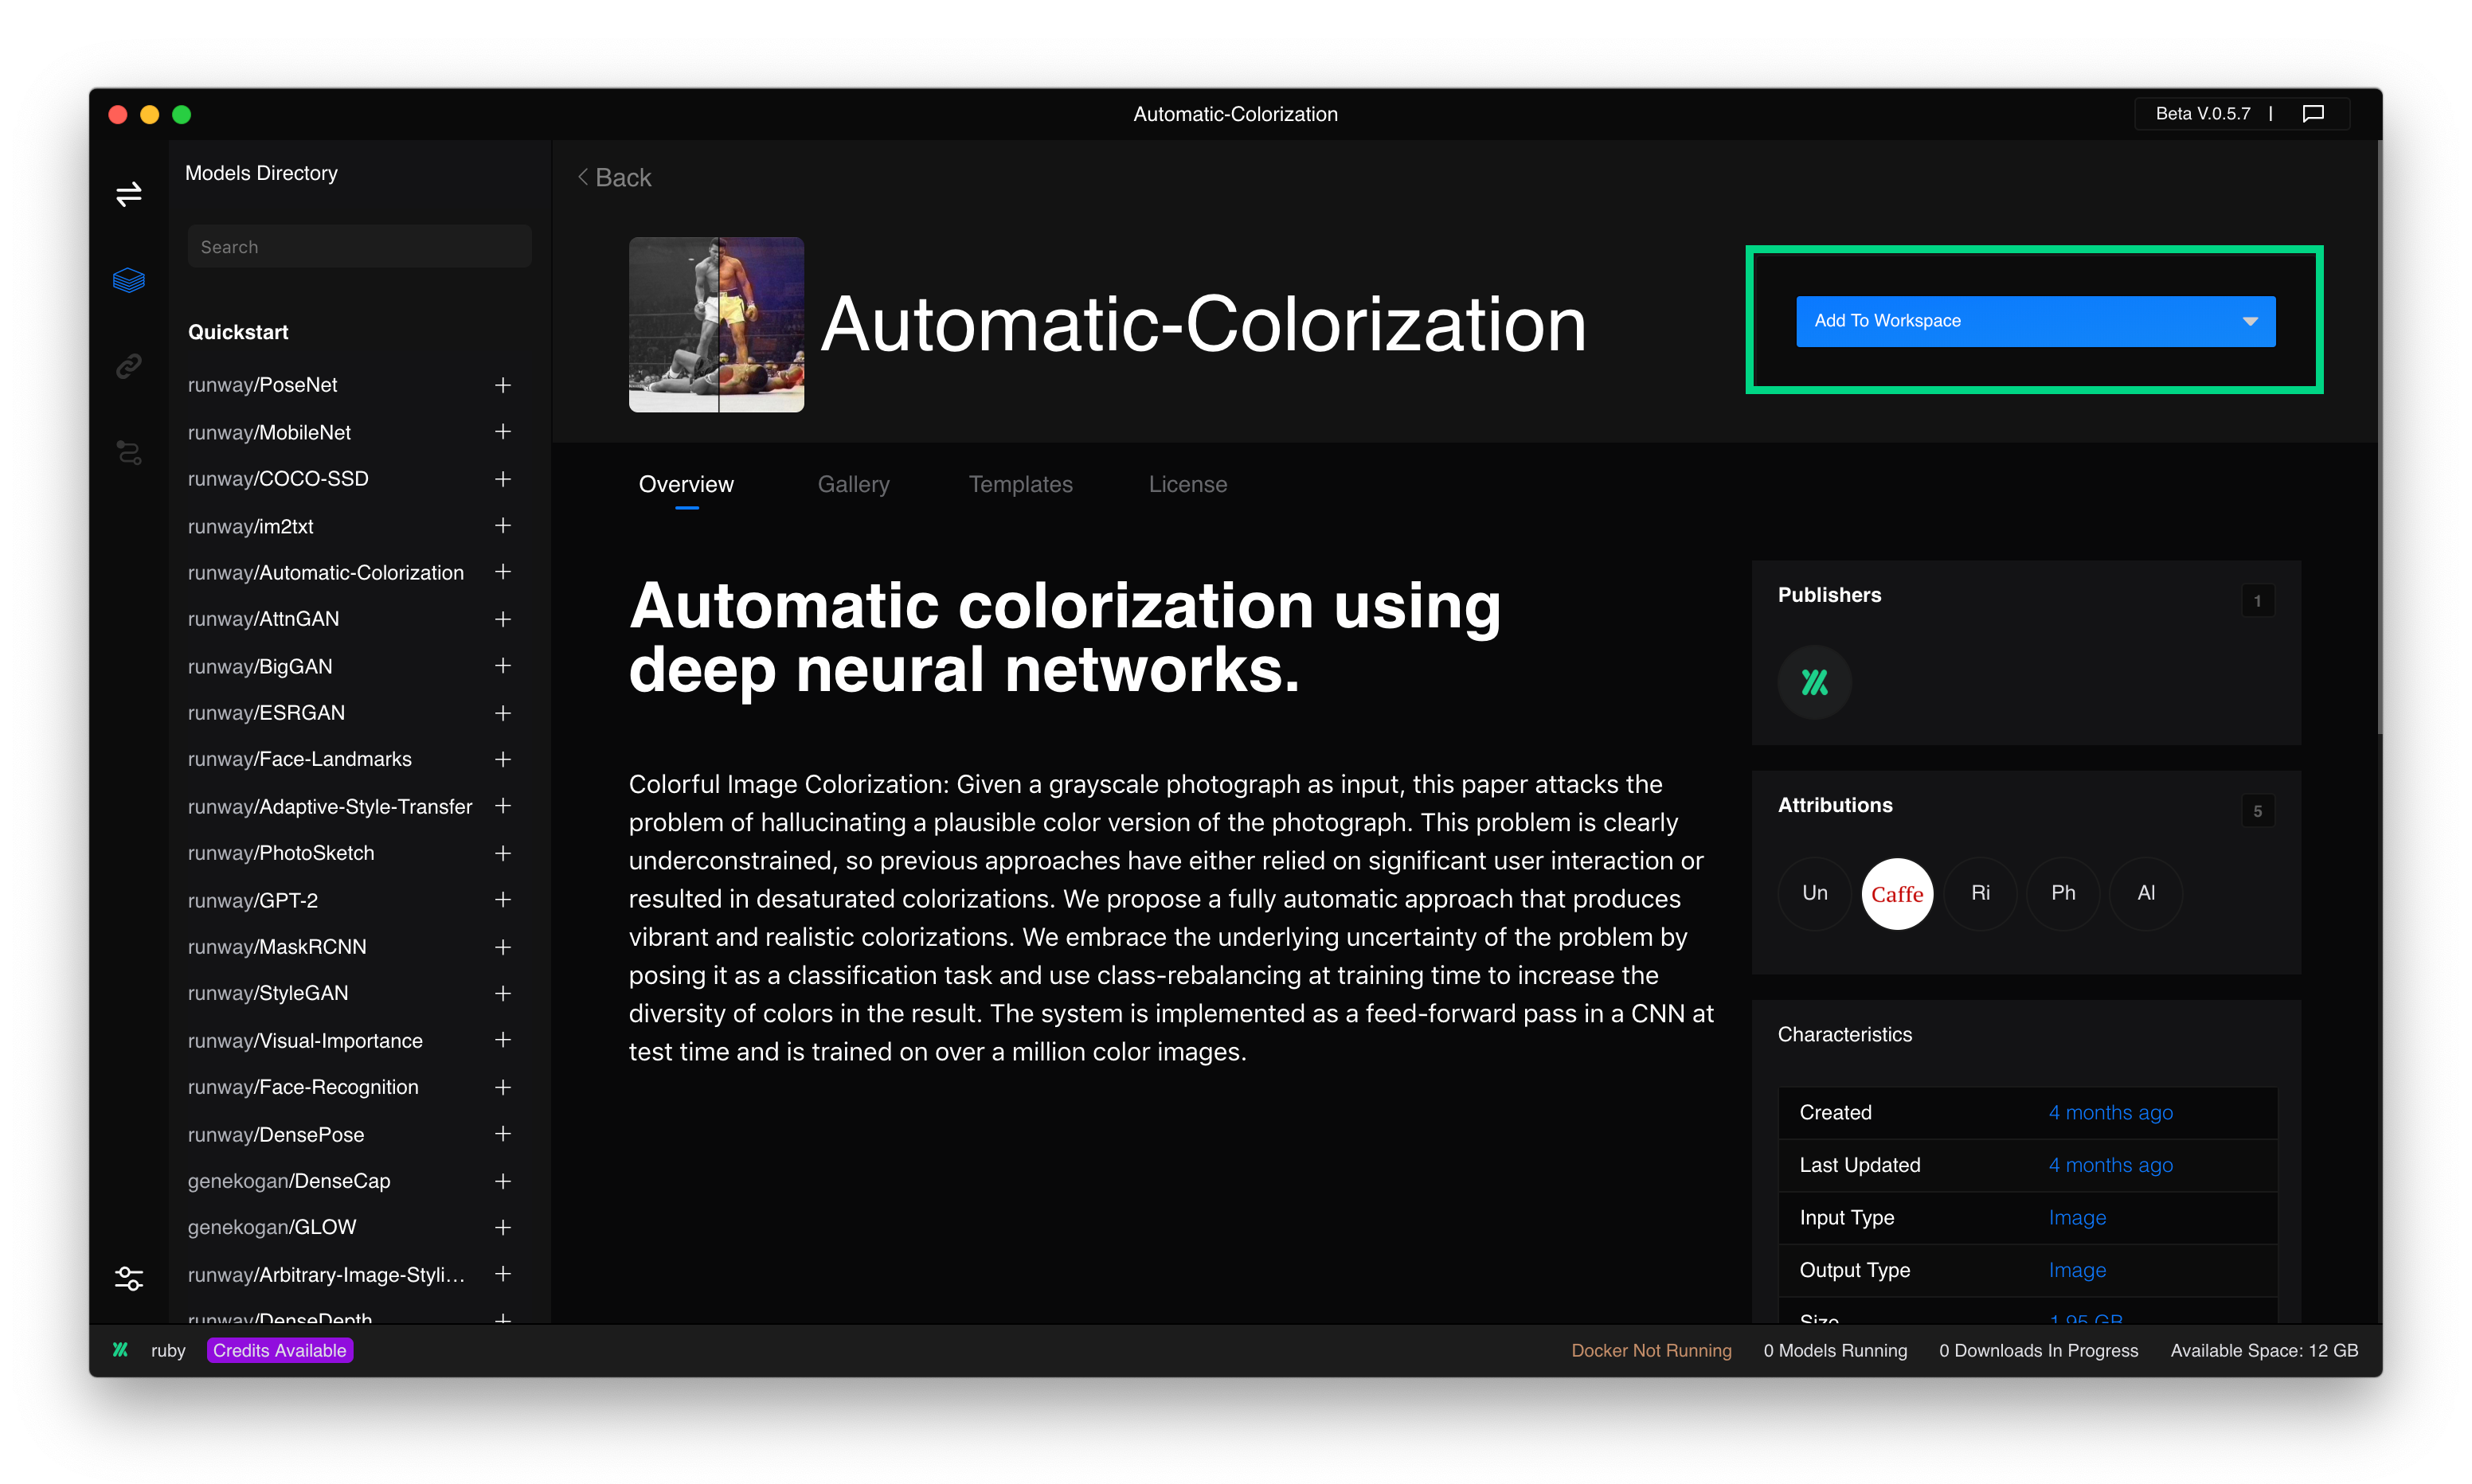 Automatic-Colorization
Beta V.0.5.7 |
Models Directory
Search
Quickstart
runway/PoseNet
runway/MobileNet
runway/COCO-SSD
runway/im2txt
runway/Automatic-Colorization
runway/AttnGAN
runway/BigGAN
runway/ESRGAN
runway/Face-Landmarks
runway/Adaptive-Style-Transfer
runway/PhotoSketch
runway/GPT-2
runway/MaskRCNN
runway/StyleGAN
runway/Visual-Importance
runway/Face-Recognition
runway/DensePose
genekogan/DenseCap
genekogan/GLOW
runway/Arbitrary-Image-Styli...
runway/DenseDepth
Back
Automatic-Colorization
Add To Workspace
Overview
Gallery
Templates
License
Automatic colorization using
deep neural networks.
Colorful Image Colorization: Given a grayscale photograph as input, this paper attacks the
problem of hallucinating a plausible color version of the photograph. This problem is clearly
underconstrained, so previous approaches have either relied on significant user interaction or
resulted in desaturated colorizations. We propose a fully automatic approach that produces
vibrant and realistic colorizations. We embrace the underlying uncertainty of the problem by
posing it as a classification task and use class-rebalancing at training time to increase the
diversity of colors in the result. The system is implemented as a feed-forward pass in a CNN at
test time and is trained on over a million color images.
Publishers
1
Attributions
5
Un
Caffe
Ri
Ph
Al
Characteristics
Created 4 months ago
Last Updated 4 months ago
Input Type Image
Output Type Image
Size 1.95 GB
ruby
Credits Available
Docker Not Running
0 Models Running
0 Downloads In Progress
Available Space: 12 GB